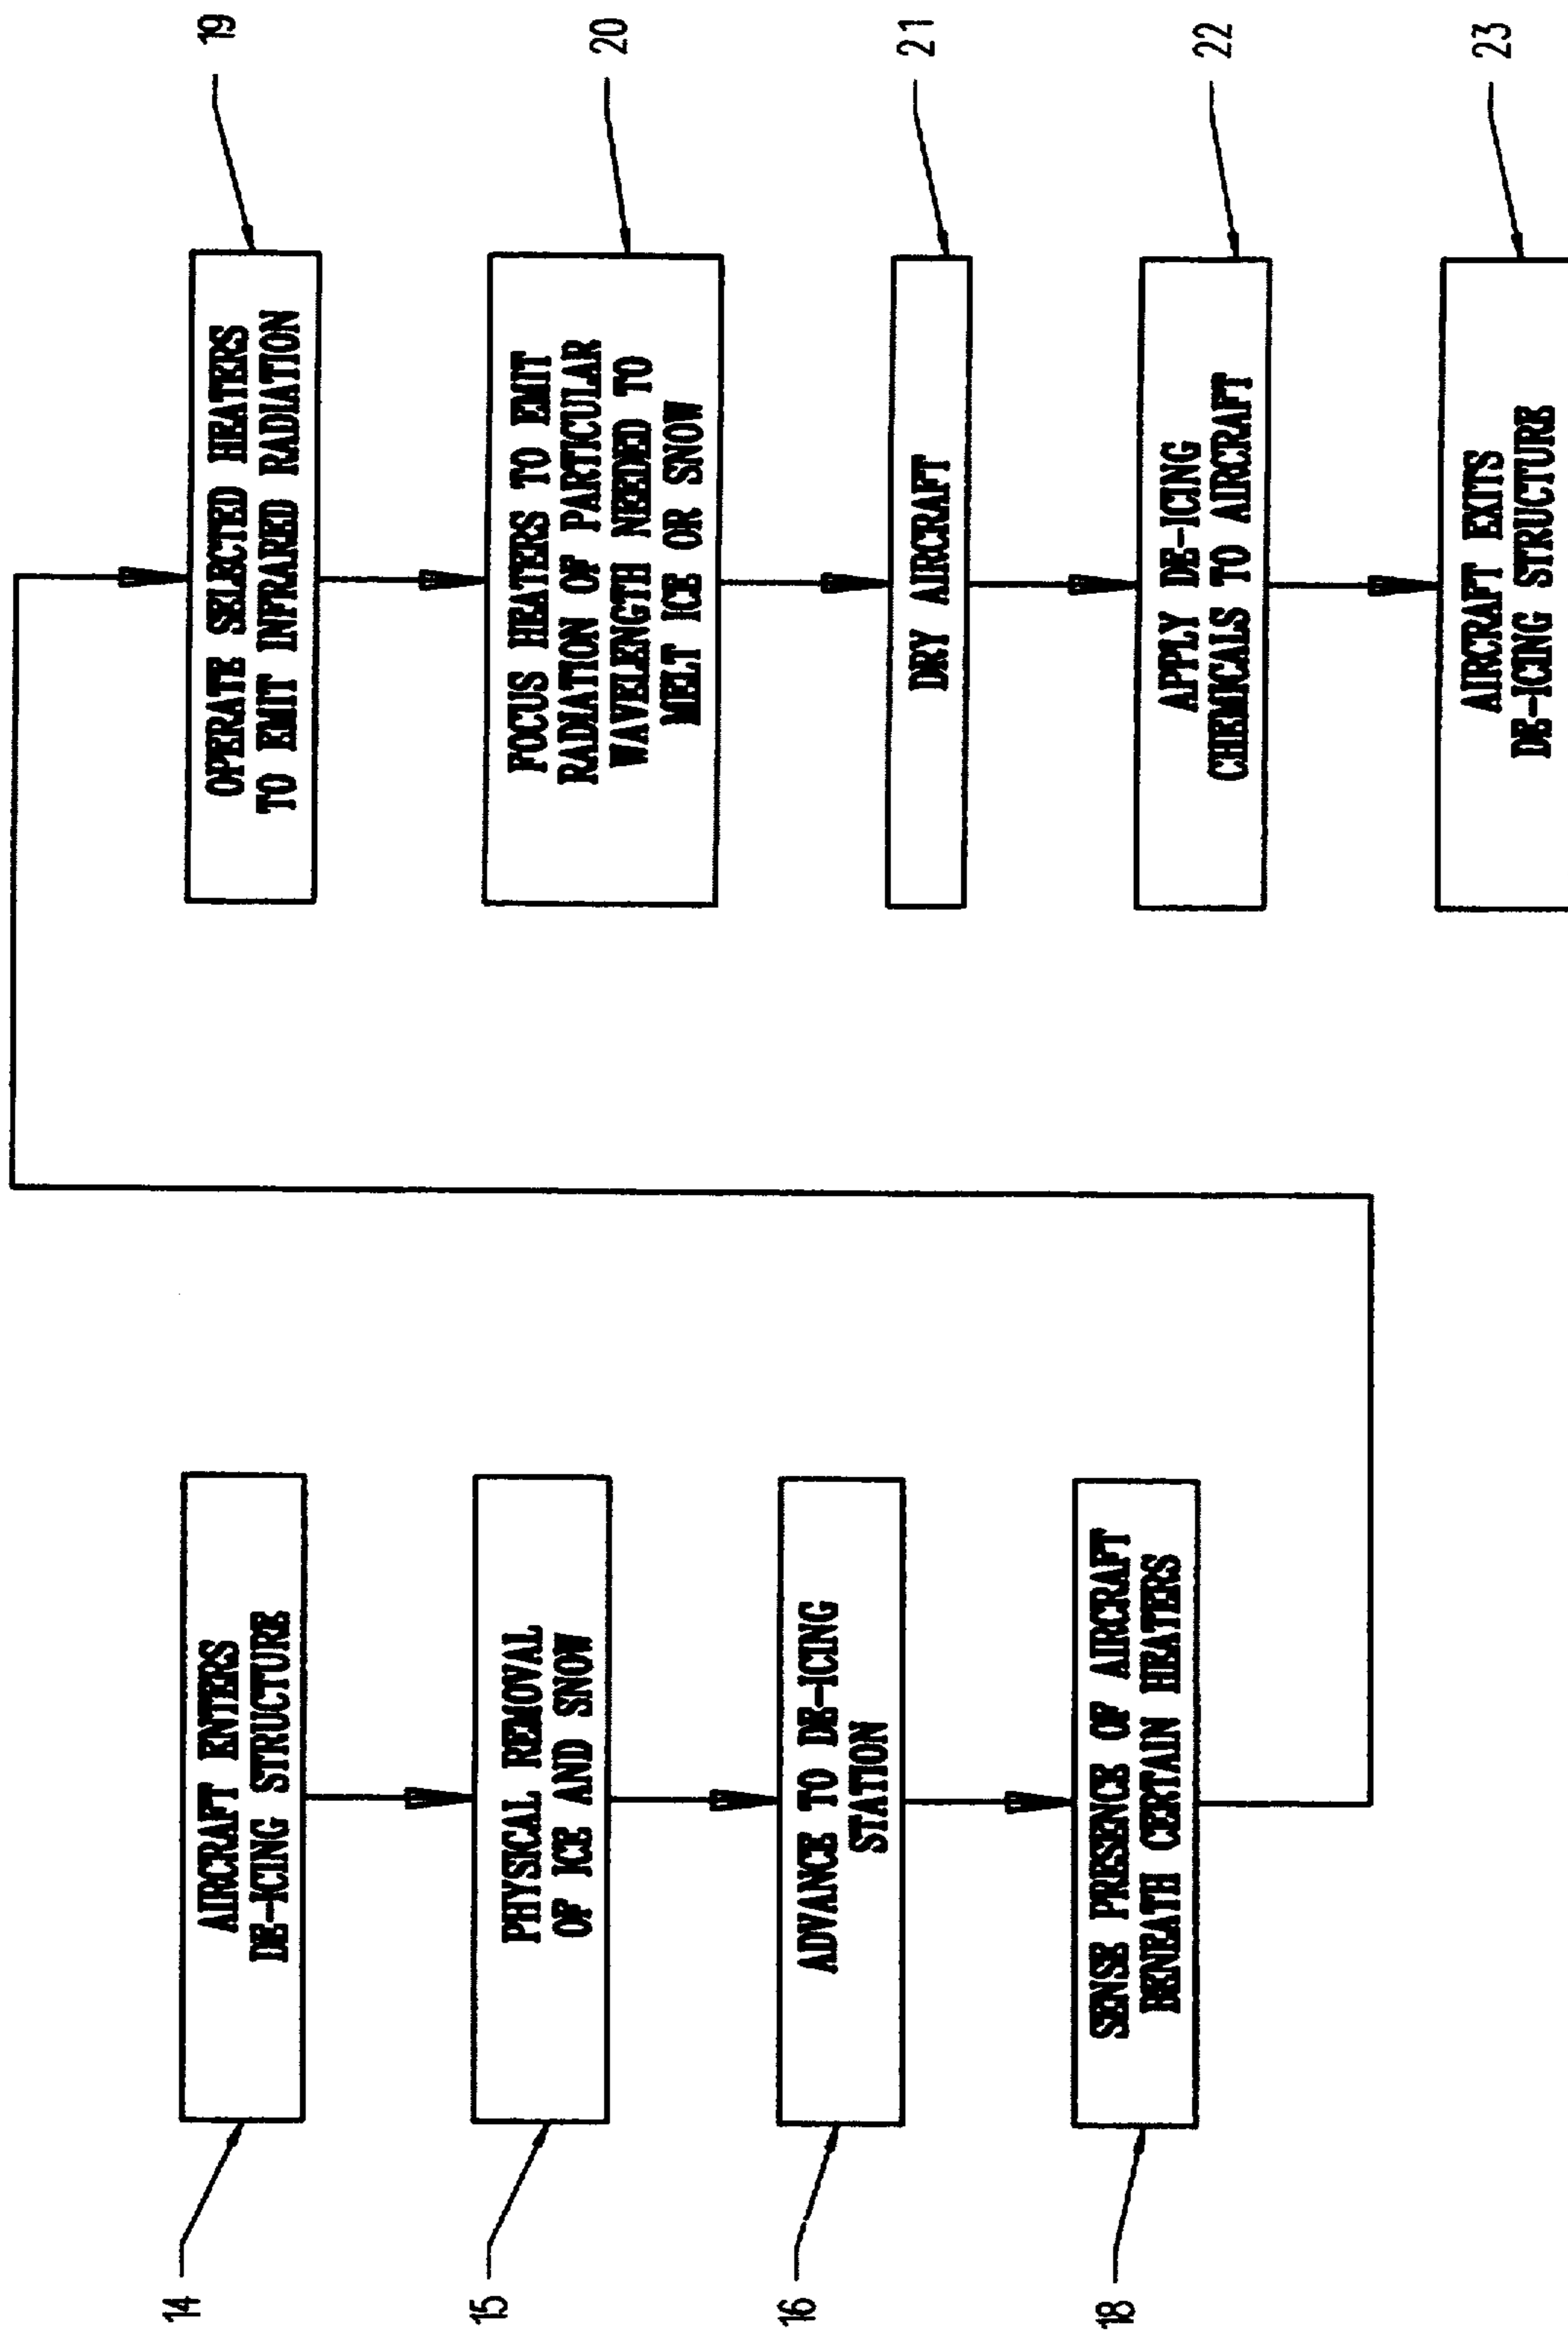 14
AIRCRAFT ENTERS
DE-ICING STRUCTURE
15
PHYSICAL REMOVAL
OF ICE AND SNOW
16
ADVANCE TO DE-ICING
STATION
18
SENSE PRESENCE OF AIRCRAFT
BENEATH CERTAIN HEATERS
19
OPERATE SELECTED HEATERS
TO EMIT INFRARED RADIATION
20
FOCUS HEATERS TO EMIT
RADIATION OF PARTICULAR
WAVELENGTH NEEDED TO
MELT ICE OR SNOW
21
DRY AIRCRAFT
22
APPLY DE-ICING
CHEMICALS TO AIRCRAFT
23
AIRCRAFT EXITS
DE-ICING STRUCTURE